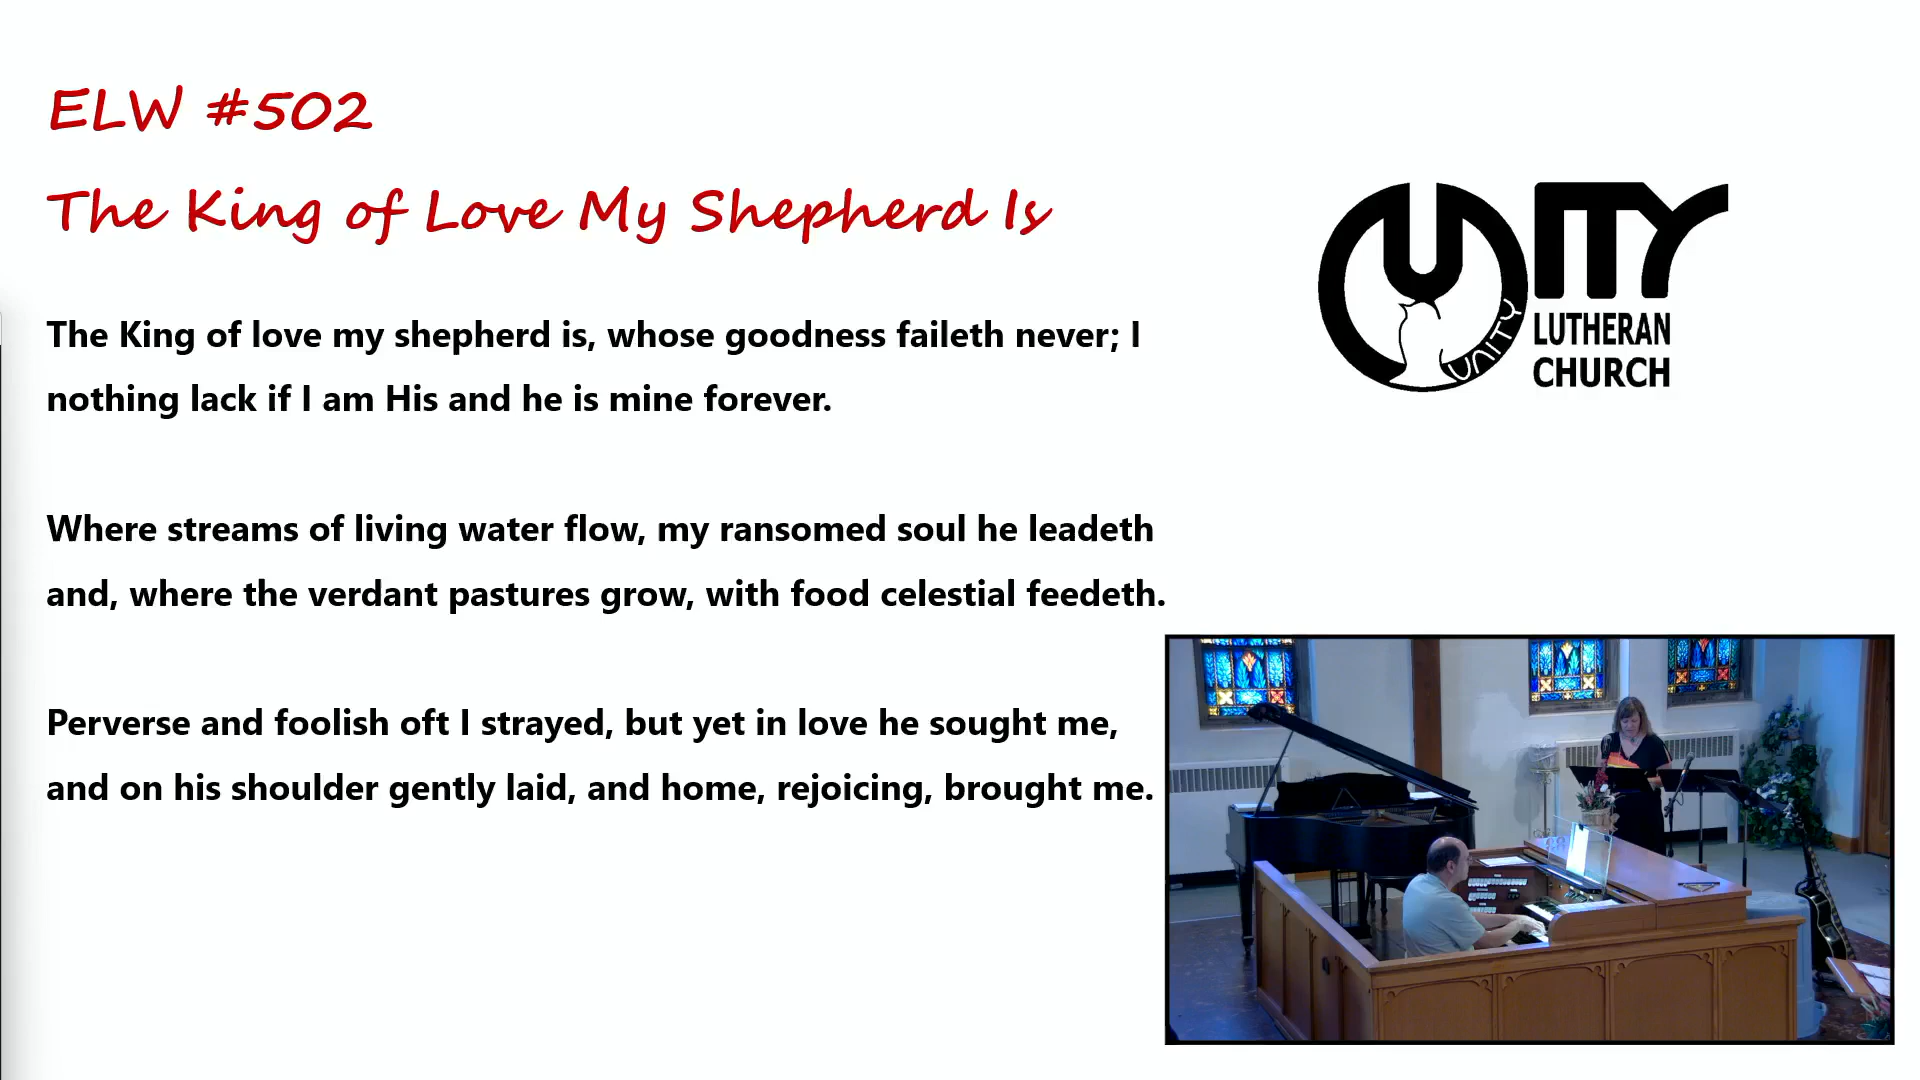 ELW #502
The King of Love My Shepherd Is
The King of love my shepherd is, whose goodness faileth never; I
nothing lack if I am His and he is mine forever.
Where streams of living water flow, my ransomed soul he leadeth
and, where the verdant pastures grow, with food celestial feedeth.
Perverse and foolish oft I strayed, but yet in love he sought me,
and on his shoulder gently laid, and home, rejoicing, brought me.
UNITY
UNITY
LUTHERAN
CHURCH